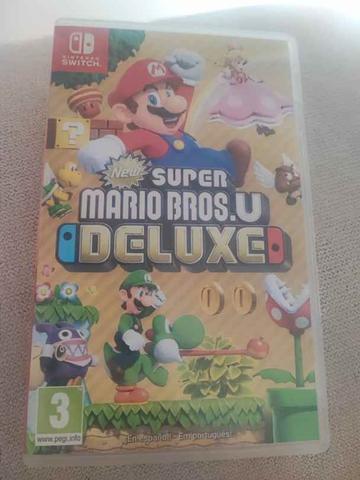 NINTENDO
SWITCH
New
SUPER
MARIO BROS. U
DELUXE
3
www.pegi.info
¡En español! - Em português!